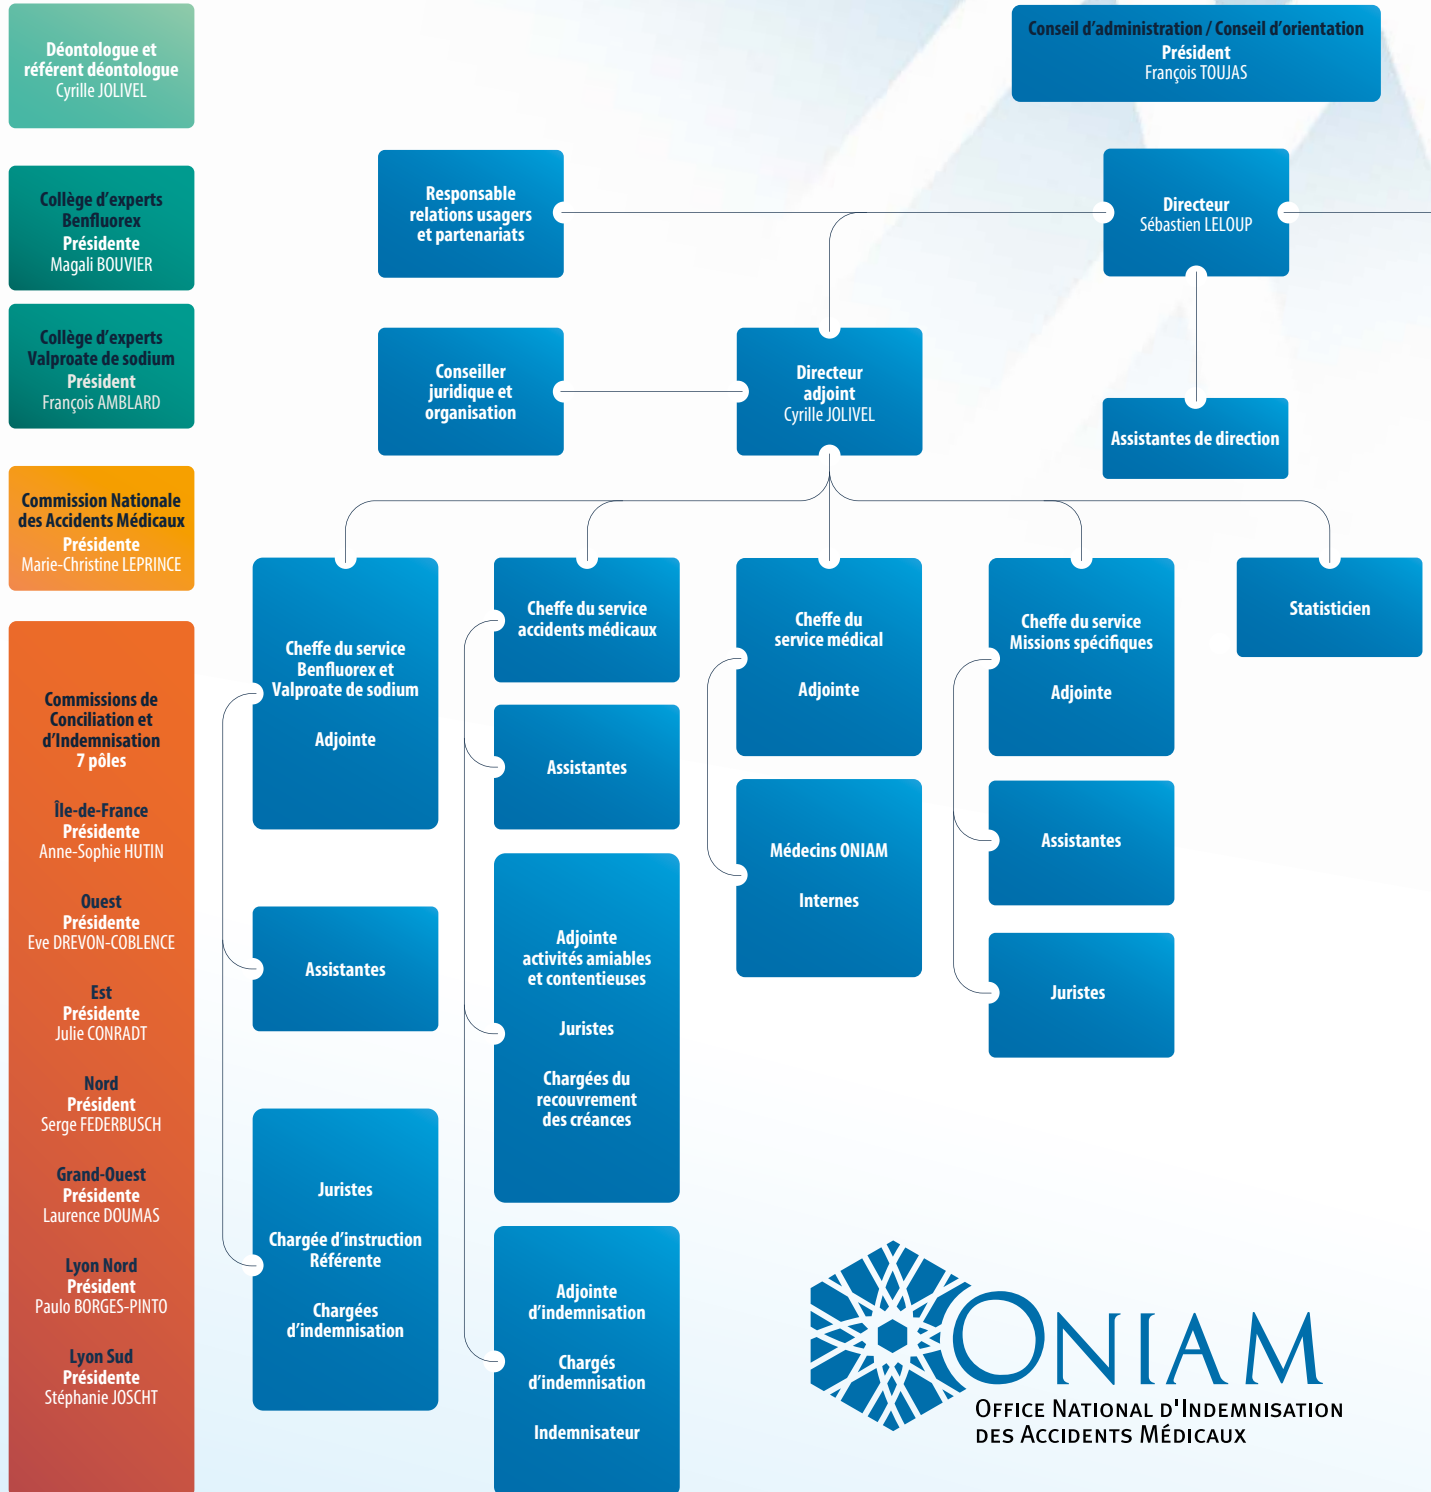 Déontologue et
référent déontologue
Cyrille JOLIVEL
Collège d’experts
Benfluorex
Présidente
Magali BOUVIER
Collège d’experts
Valproate de sodium
Président
François AMBLARD
Commission Nationale
des Accidents Médicaux
Présidente
Marie-Christine LEPRINCE
Commissions de
Conciliation et
d’Indemnisation
7 pôles
Île-de-France
Présidente
Anne-Sophie HUTIN
Ouest
Présidente
Eve DREVON-COBLENCE
Est
Présidente
Julie CONRADT
Nord
Président
Serge FEDERBUSCH
Grand-Ouest
Présidente
Laurence DOUMAS
Lyon Nord
Président
Paulo BORGES-PINTO
Lyon Sud
Présidente
Stéphanie JOSCHT
Conseil d’administration / Conseil d’orientation
Président
François TOUJAS
Responsable
relations usagers
et partenariats
Directeur
Sébastien LELOUP
Conseiller
juridique et
organisation
Directeur
adjoint
Cyrille JOLIVEL
Assistantes de direction
Cheffe du service
Benfluorex et
Valproate de sodium
Adjointe
Assistantes
Juristes
Chargée d’instruction
Référente
Chargées
d’indemnisation
Cheffe du service
accidents médicaux
Assistantes
Adjointe
activités amiables
et contentieuses
Juristes
Chargées du
recouvrement
des créances
Adjointe
d’indemnisation
Chargés
d’indemnisation
Indemnisateur
Cheffe du
service médical
Adjointe
Médecins ONIAM
Internes
Cheffe du service
Missions spécifiques
Adjointe
Assistantes
Juristes
Statisticien
ONIAM
OFFICE NATIONAL D'INDEMNISATION
DES ACCIDENTS MÉDICAUX